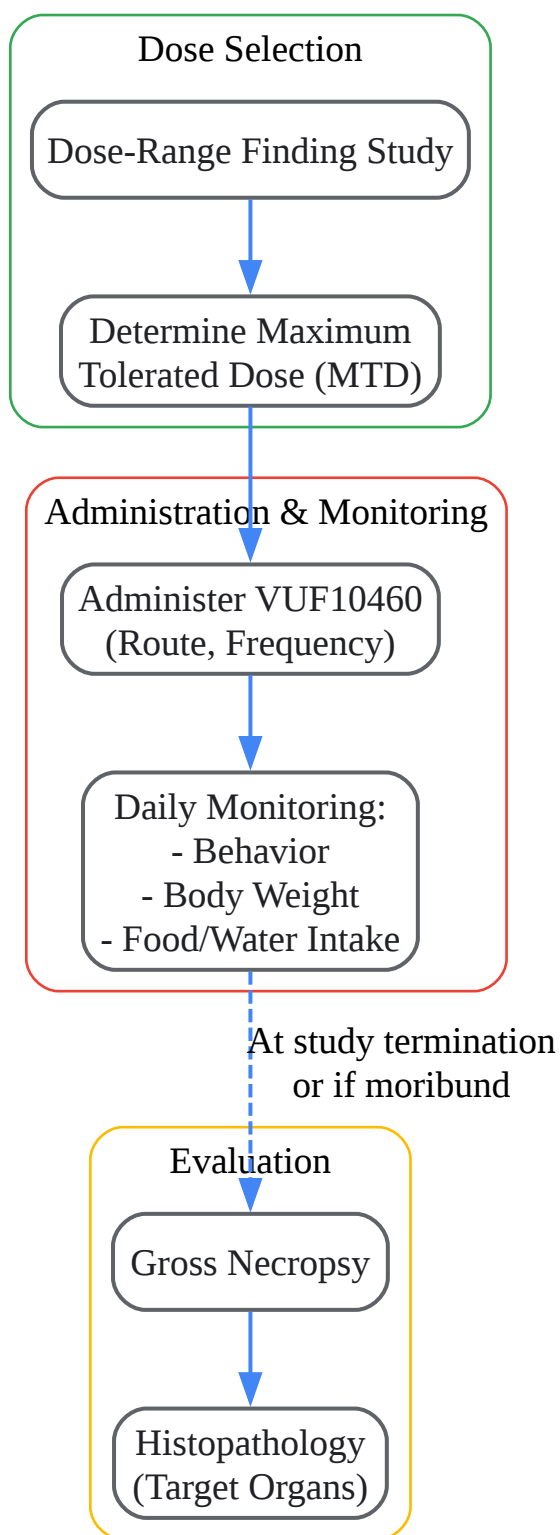 Dose Selection
Dose-Range Finding Study
Determine Maximum
Tolerated Dose (MTD)
Administration & Monitoring
Administer VUF10460
(Route, Frequency)
Daily Monitoring:
- Behavior
- Body Weight
- Food/Water Intake
At study termination
or if moribund
Evaluation
Gross Necropsy
Histopathology
(Target Organs)